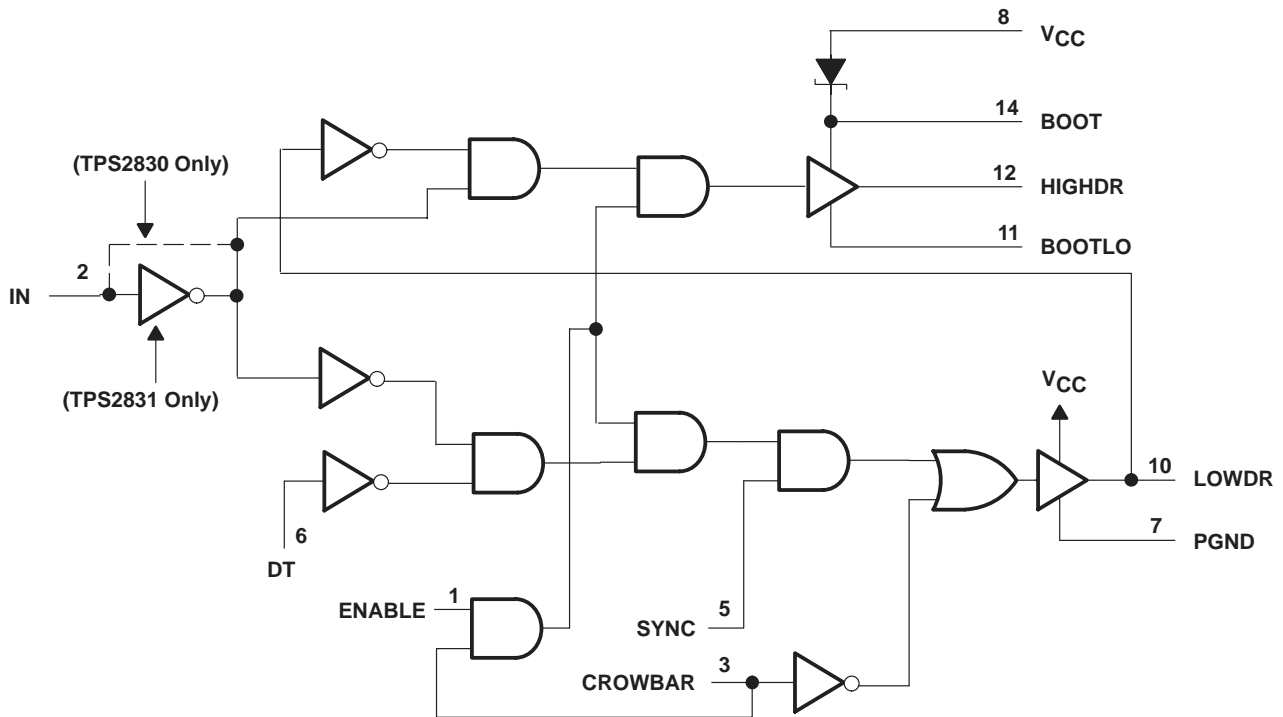 8
VCC
14
BOOT
(TPS2830 Only)
12
HIGHDR
11
BOOTLO
2
IN
(TPS2831 Only)
VCC
10
LOWDR
7
PGND
6
DT
1
ENABLE
5
SYNC
3
CROWBAR